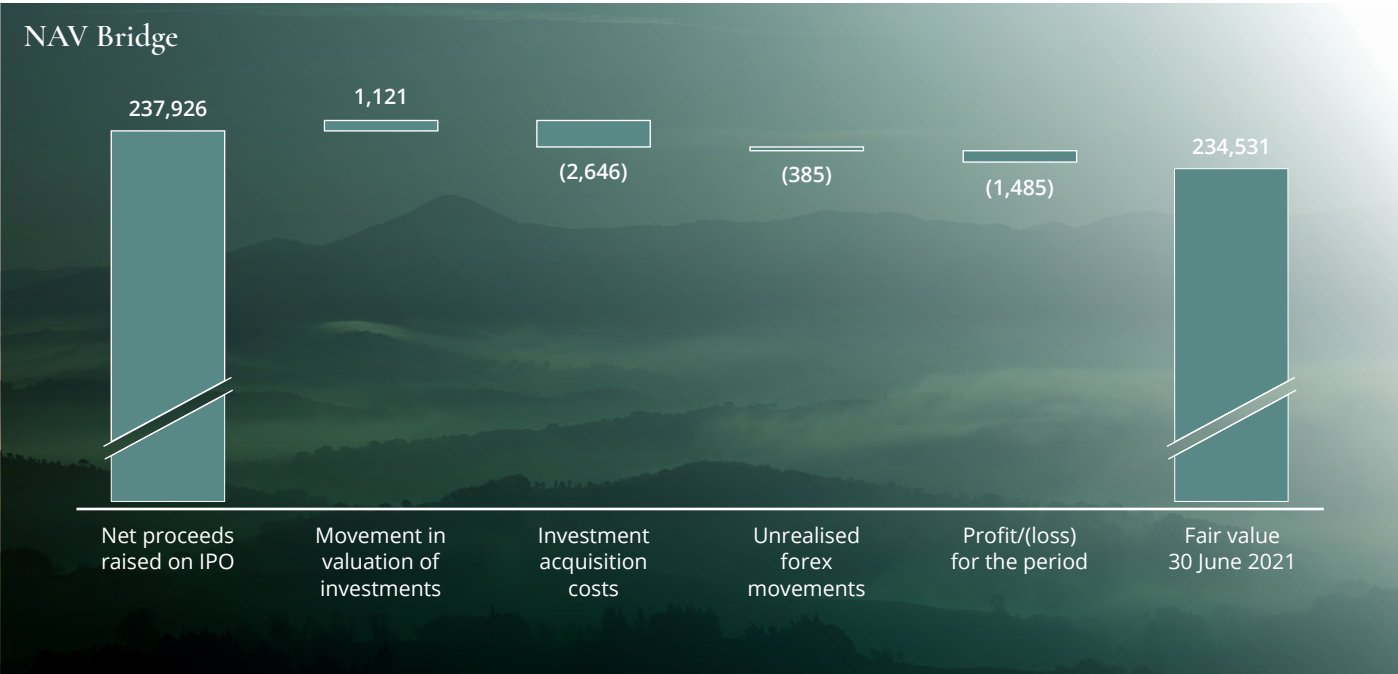 NAV Bridge
237,926
1,121
(2,646)
(385)
(1,485)
234,531
Net proceeds
raised on IPO
Movement in
valuation of
investments
Investment
acquisition
costs
Unrealised
forex
movements
Profit/(loss)
for the period
Fair value
30 June 2021